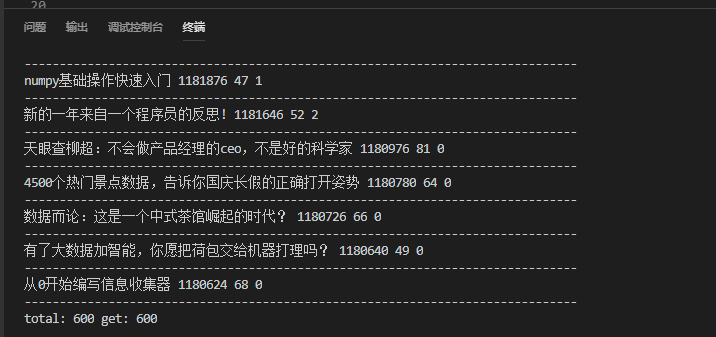 20
问题 输出 调试控制台 终端
-------------------------------------------------------------------------------
numpy基础操作快速入门 1181876 47 1
-------------------------------------------------------------------------------
新的一年来自一个程序员的反思！1181646 52 2
-------------------------------------------------------------------------------
天眼查柳超：不会做产品经理的ceo，不是好的科学家 1180976 81 0
-------------------------------------------------------------------------------
4500个热门景点数据，告诉你国庆长假的正确打开姿势 1180780 64 0
-------------------------------------------------------------------------------
数据而论：这是一个中式茶馆崛起的时代？ 1180726 66 0
-------------------------------------------------------------------------------
有了大数据加智能，你愿把荷包交给机器打理吗？ 1180640 49 0
-------------------------------------------------------------------------------
从0开始编写信息收集器 1180624 68 0
-------------------------------------------------------------------------------
total: 600 get: 600